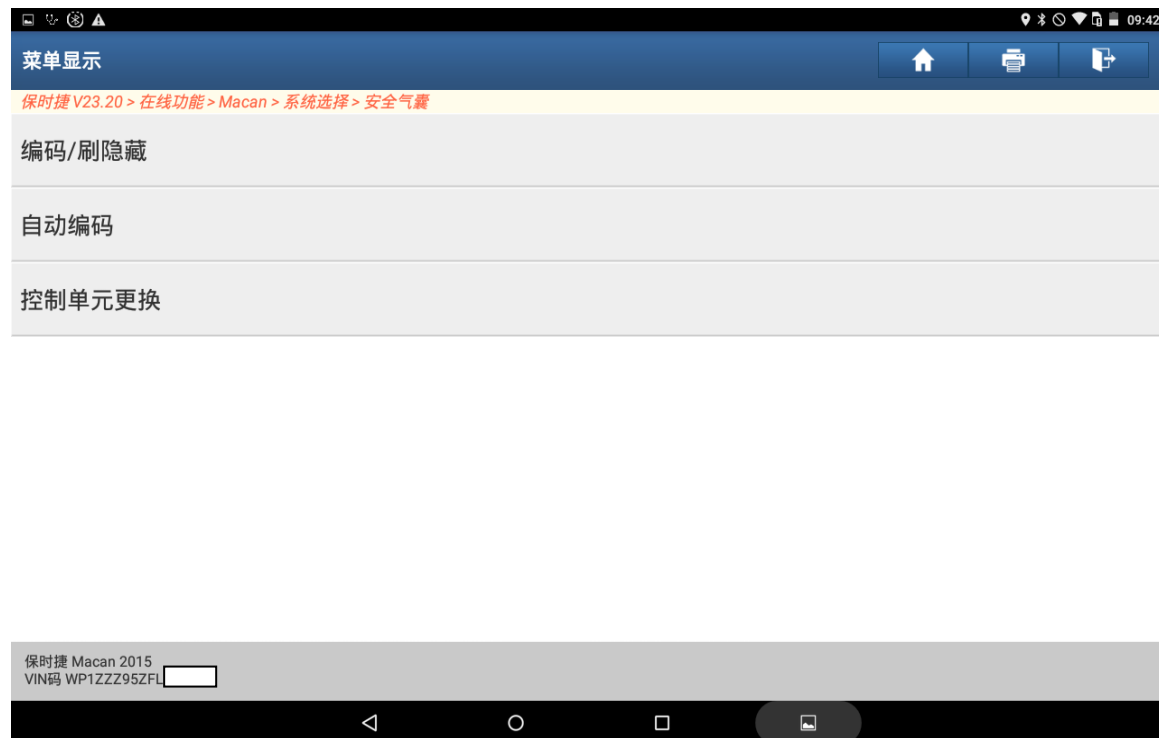 09:42
菜单显示
保时捷 V23.20 > 在线功能 > Macan > 系统选择 > 安全气囊
编码/刷隐藏
自动编码
控制单元更换
保时捷 Macan 2015
VIN码 WP1ZZZ95ZFL